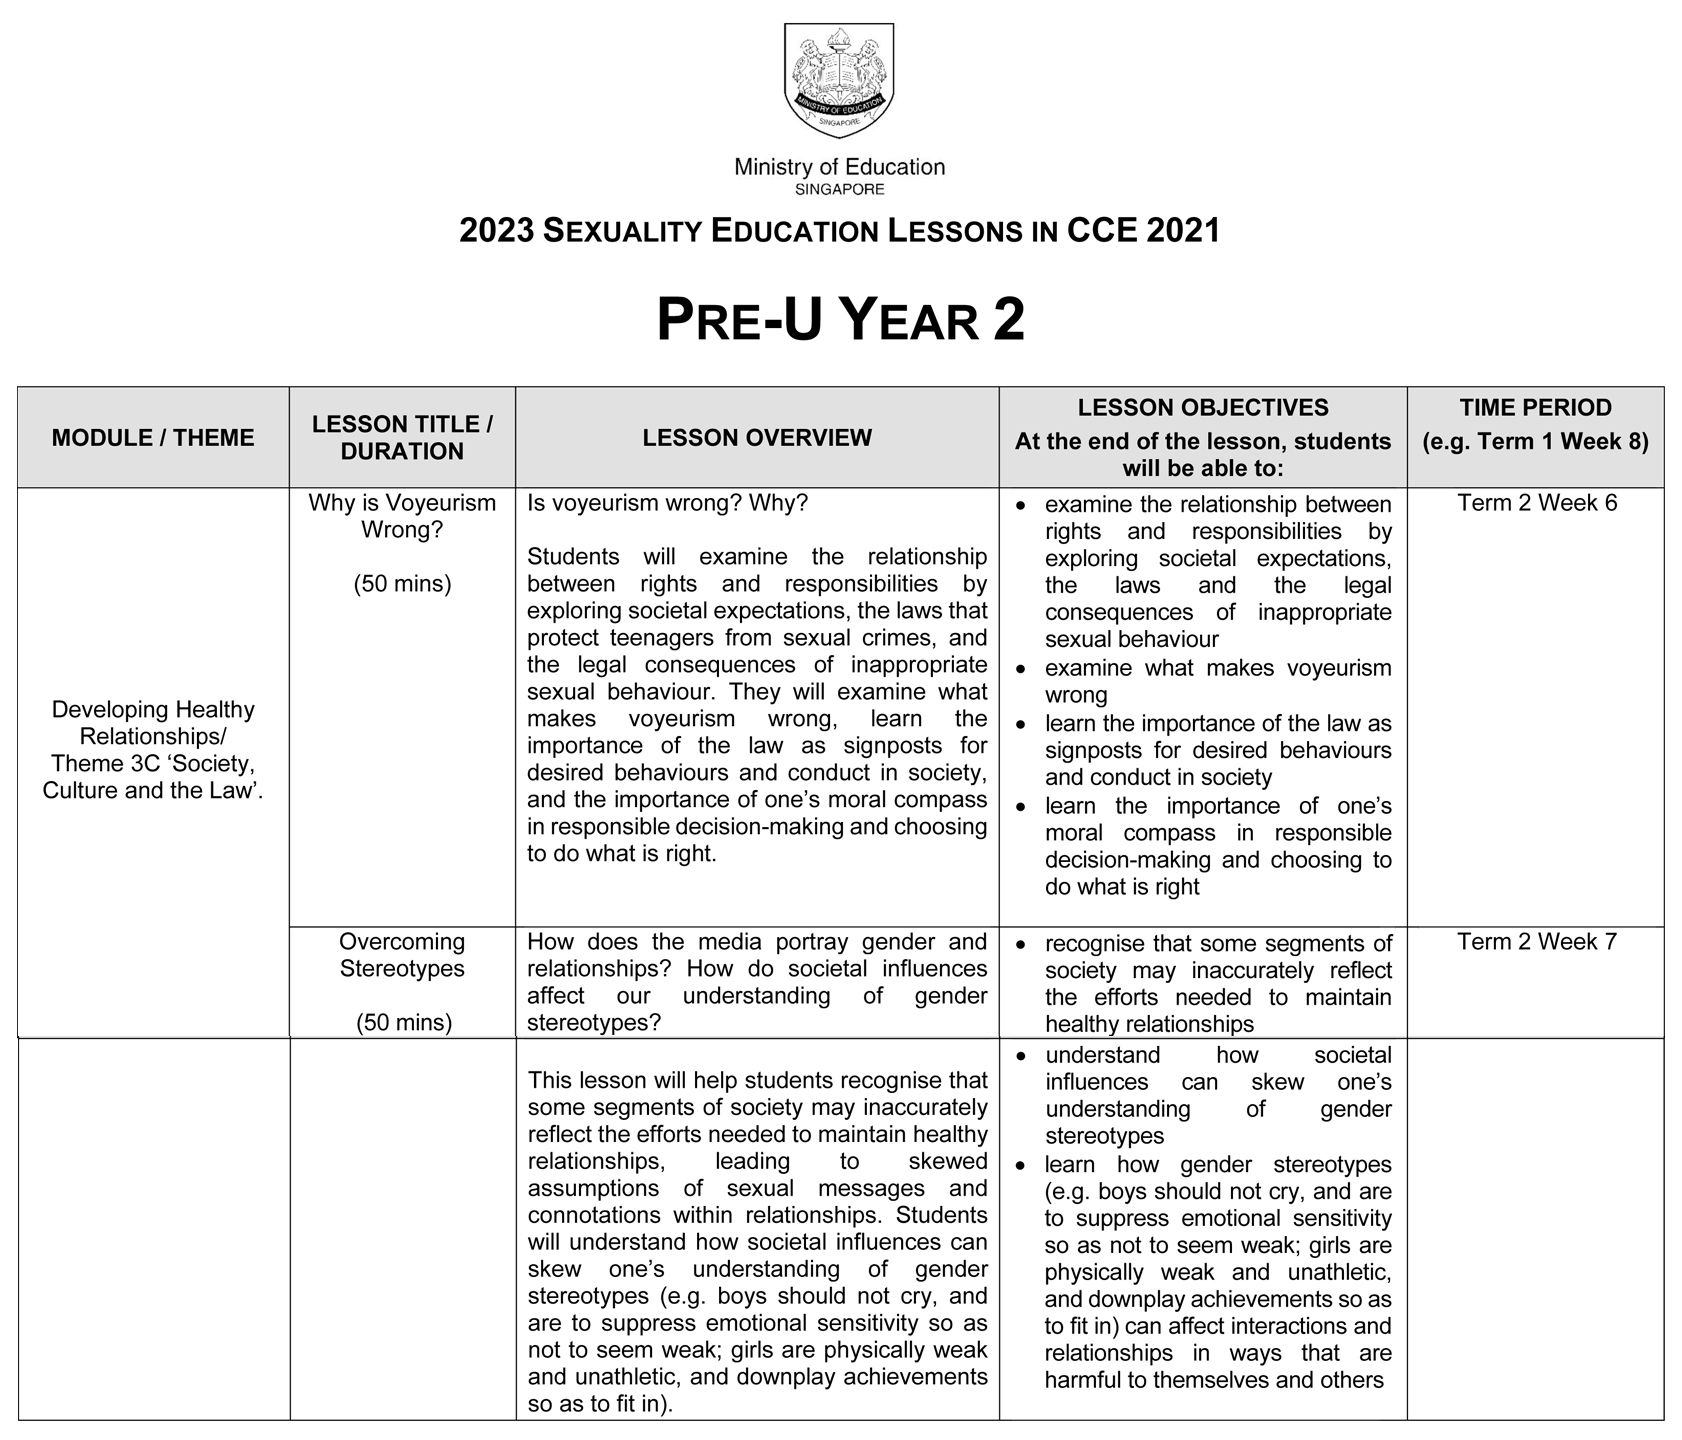 MINISTRY OF EDUCATION
SINGAPORE
Ministry of Education
SINGAPORE
2023 SEXUALITY EDUCATION LESSONS IN CCE 2021
PRE-U YEAR 2
MODULE / THEME
LESSON TITLE /
DURATION
LESSON OVERVIEW
LESSON OBJECTIVES
At the end of the lesson, students
will be able to:
TIME PERIOD
(e.g. Term 1 Week 8)
Developing Healthy
Relationships/
Theme 3C ‘Society,
Culture and the Law’.
Why is Voyeurism
Wrong?
(50 mins)
Is voyeurism wrong? Why?
Students will examine the relationship
between rights and responsibilities by
exploring societal expectations, the laws that
protect teenagers from sexual crimes, and
the legal consequences of inappropriate
sexual behaviour. They will examine what
makes voyeurism wrong, learn the
importance of the law as signposts for
desired behaviours and conduct in society,
and the importance of one’s moral compass
in responsible decision-making and choosing
to do what is right.
• examine the relationship between
rights and responsibilities by
exploring societal expectations,
the laws and the legal
consequences of inappropriate
sexual behaviour
• examine what makes voyeurism
wrong
• learn the importance of the law as
signposts for desired behaviours
and conduct in society
• learn the importance of one’s
moral compass in responsible
decision-making and choosing to
do what is right
Term 2 Week 6
Overcoming
Stereotypes
(50 mins)
How does the media portray gender and
relationships? How do societal influences
affect our understanding of gender
stereotypes?
• recognise that some segments of
society may inaccurately reflect
the efforts needed to maintain
healthy relationships
Term 2 Week 7
This lesson will help students recognise that
some segments of society may inaccurately
reflect the efforts needed to maintain healthy
relationships, leading to skewed
assumptions of sexual messages and
connotations within relationships. Students
will understand how societal influences can
skew one’s understanding of gender
stereotypes (e.g. boys should not cry, and
are to suppress emotional sensitivity so as
not to seem weak; girls are physically weak
and unathletic, and downplay achievements
so as to fit in).
• understand how societal
influences can skew one’s
understanding of gender
stereotypes
• learn how gender stereotypes
(e.g. boys should not cry, and are
to suppress emotional sensitivity
so as not to seem weak; girls are
physically weak and unathletic,
and downplay achievements so as
to fit in) can affect interactions and
relationships in ways that are
harmful to themselves and others